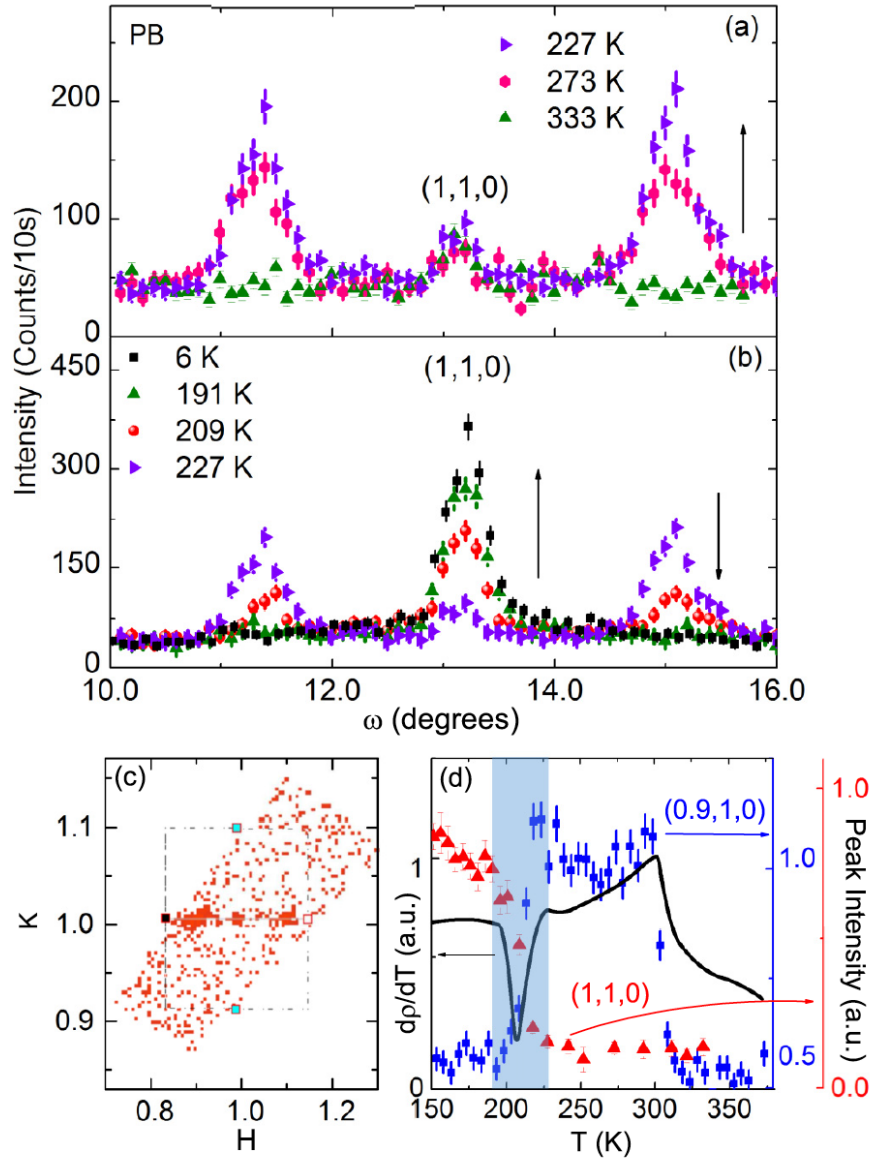 PB
(a)
227 K
273 K
333 K
(1,1,0)
200
100
0
Intensity (Counts/10s)
(b)
6 K
191 K
209 K
227 K
(1,1,0)
450
300
150
0
10.0 12.0 14.0 16.0
ω (degrees)
(c)
K
1.1
1.0
0.9
0.8 1.0 1.2
H
(d)
(0.9,1,0)
(1,1,0)
dρ/dT (a.u.)
1
0
150 200 250 300 350
T (K)
1.0
0.5
1.0
0.0
Peak Intensity (a.u.)